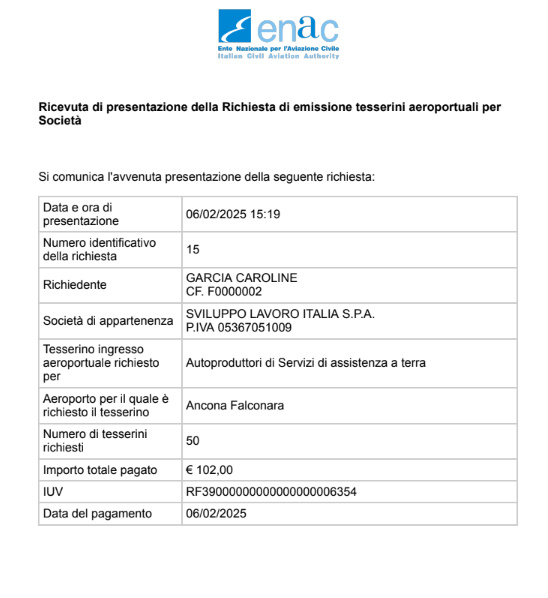 enac
Ente Nazionale per l'Aviazione Civile
Italian Civil Aviation Authority
Ricevuta di presentazione della Richiesta di emissione tesserini aeroportuali per
Società
Si comunica l'avvenuta presentazione della seguente richiesta:
Data e ora di
presentazione
06/02/2025 15:19
Numero identificativo
della richiesta
15
Richiedente
GARCIA CAROLINE
CF. F0000002
Società di appartenenza
SVILUPPO LAVORO ITALIA S.P.A.
P.IVA 05367051009
Tesserino ingresso
aeroportuale richiesto
per
Autoproduttori di Servizi di assistenza a terra
Aeroporto per il quale è
richiesto il tesserino
Ancona Falconara
Numero di tesserini
richiesti
50
Importo totale pagato
€ 102,00
IUV
RF39000000000000000006354
Data del pagamento
06/02/2025